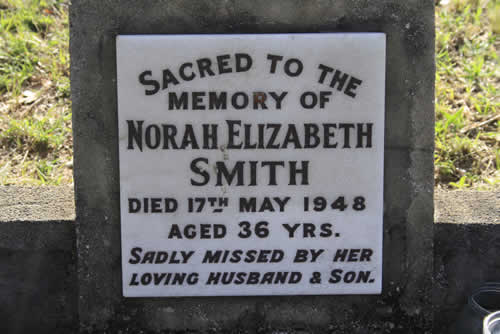 SACRED TO THE
MEMORY OF
NORAH ELIZABETH
SMITH
DIED 17TH MAY 1948
AGED 36 YRS.
SADLY MISSED BY HER
LOVING HUSBAND & SON.